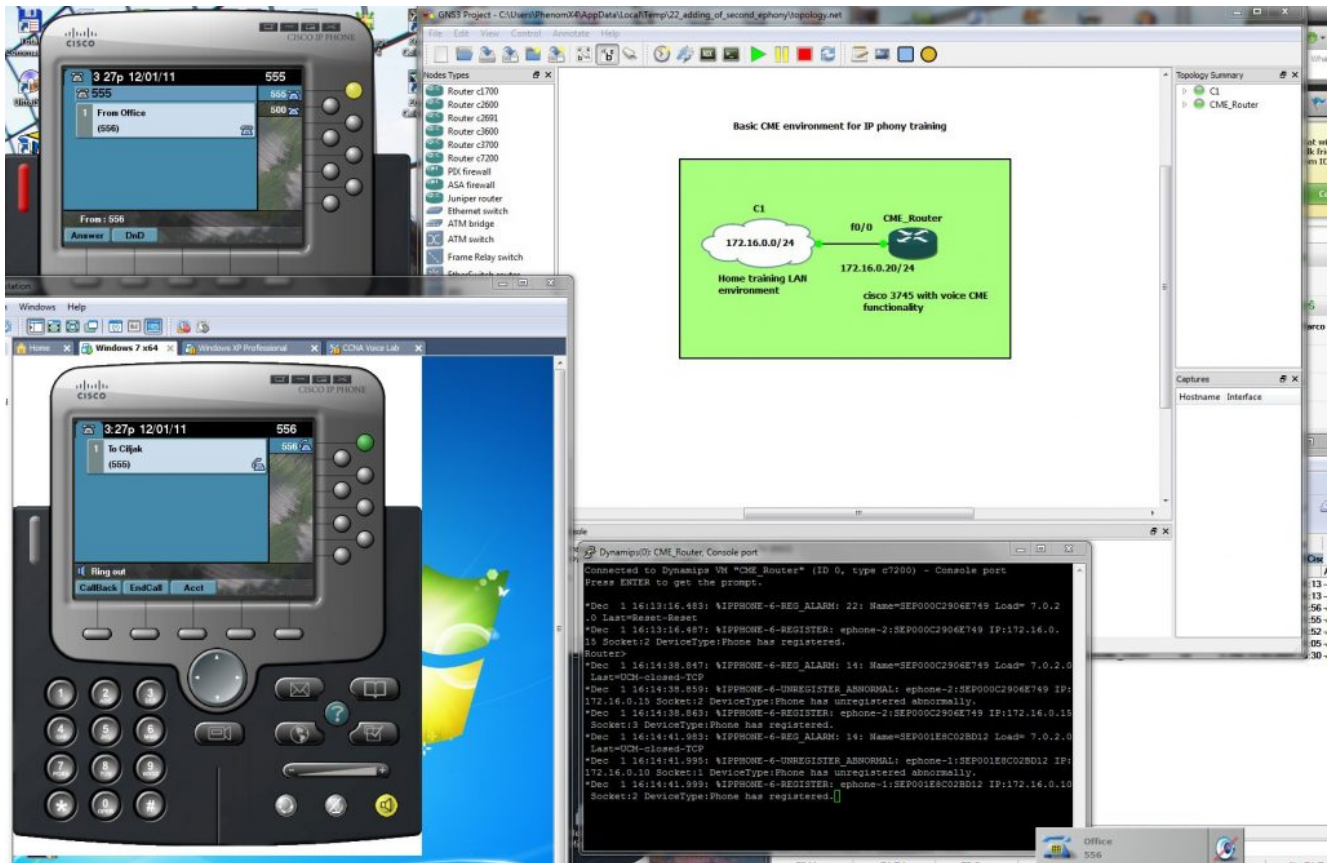 GNS3 Project - C:\Users\PhenomX4\AppData\Local\Temp\22_adding_of_second_ephony\topology.net
File Edit View Control Annotate Help
CISCO
CISCO IP PHONE
3 27p 12/01/11 555
555 555
1 From Office 500
(556)
From : 556
Answer DnD
Nodes Types
Router c1700
Router c2600
Router c2691
Router c3600
Router c3700
Router c7200
PIX firewall
ASA firewall
Juniper router
Ethernet switch
ATM bridge
ATM switch
Frame Relay switch
EtherSwitch router
Basic CME environment for IP phony training
C1
CME_Router
f0/0
172.16.0.0/24
172.16.0.20/24
Home training LAN
environment
cisco 3745 with voice CME
functionality
Topology Summary
C1
CME_Router
Captures
Hostname Interface
Windows Help
Home Windows 7 x64 Windows XP Professional CCNA Voice Lab
CISCO
CISCO IP PHONE
3:27p 12/01/11 556
1 To Ciljak 556
(555)
Ring out
CallBack EndCall Acct
1 2 ABC 3 DEF
4 5 6
7 8 9
* 0 #
?
Dynamips(0): CME_Router, Console port
Connected to Dynamips VM "CME_Router" (ID 0, type c7200) - Console port
Press ENTER to get the prompt.
*Dec 1 16:13:16.483: %IPPHONE-6-REG_ALARM: 22: Name=SEP000C2906E749 Load= 7.0.2
.0 Last=Reset-Reset
*Dec 1 16:13:16.487: %IPPHONE-6-REGISTER: ephone-2:SEP000C2906E749 IP:172.16.0.
15 Socket:2 DeviceType:Phone has registered.
Router>
*Dec 1 16:14:38.847: %IPPHONE-6-REG_ALARM: 14: Name=SEP000C2906E749 Load= 7.0.2.0
Last=UCM-closed-TCP
*Dec 1 16:14:38.859: %IPPHONE-6-UNREGISTER_ABNORMAL: ephone-2:SEP000C2906E749 IP:
172.16.0.15 Socket:2 DeviceType:Phone has unregistered abnormally.
*Dec 1 16:14:38.863: %IPPHONE-6-REGISTER: ephone-2:SEP000C2906E749 IP:172.16.0.15
Socket:3 DeviceType:Phone has registered.
*Dec 1 16:14:41.983: %IPPHONE-6-REG_ALARM: 14: Name=SEP001E8C02BD12 Load= 7.0.2.0
Last=UCM-closed-TCP
*Dec 1 16:14:41.995: %IPPHONE-6-UNREGISTER_ABNORMAL: ephone-1:SEP001E8C02BD12 IP:
172.16.0.10 Socket:1 DeviceType:Phone has unregistered abnormally.
*Dec 1 16:14:41.999: %IPPHONE-6-REGISTER: ephone-1:SEP001E8C02BD12 IP:172.16.0.10
Socket:2 DeviceType:Phone has registered.
Office
556